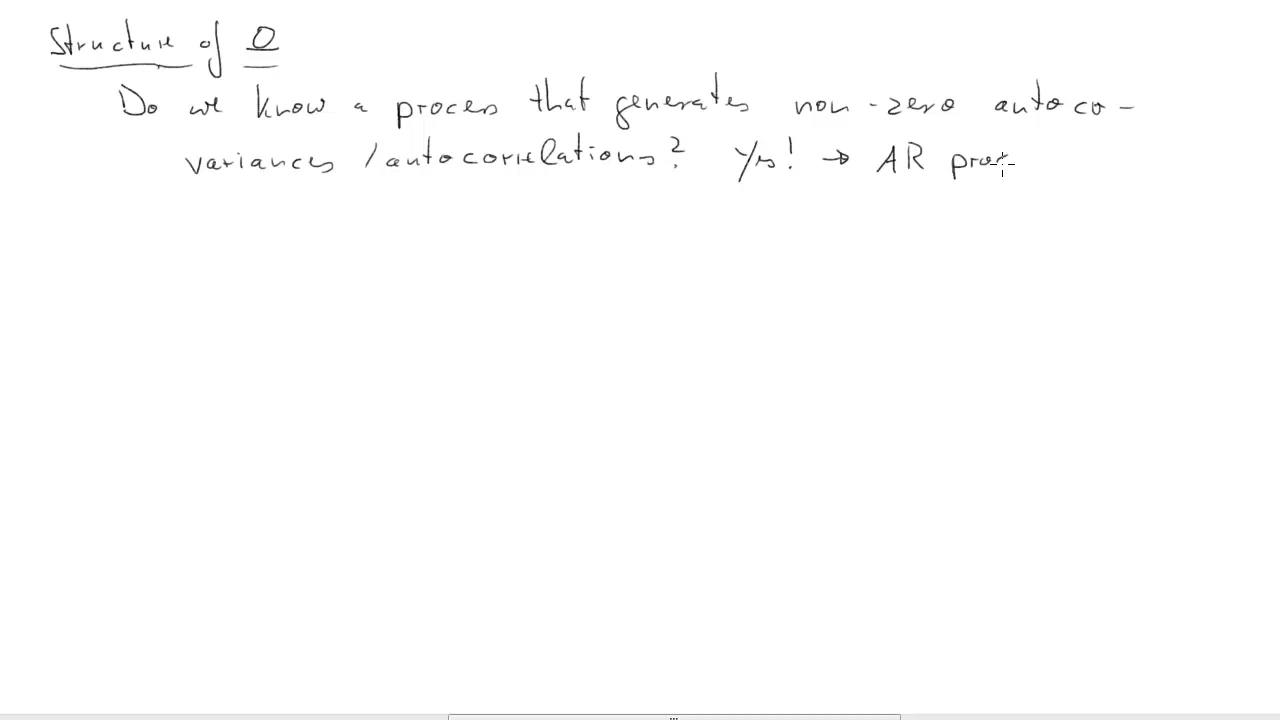 Structure of Ω
Do we know a process that generates non-zero autoco-
variances / autocorrelations? Yes! → AR proc